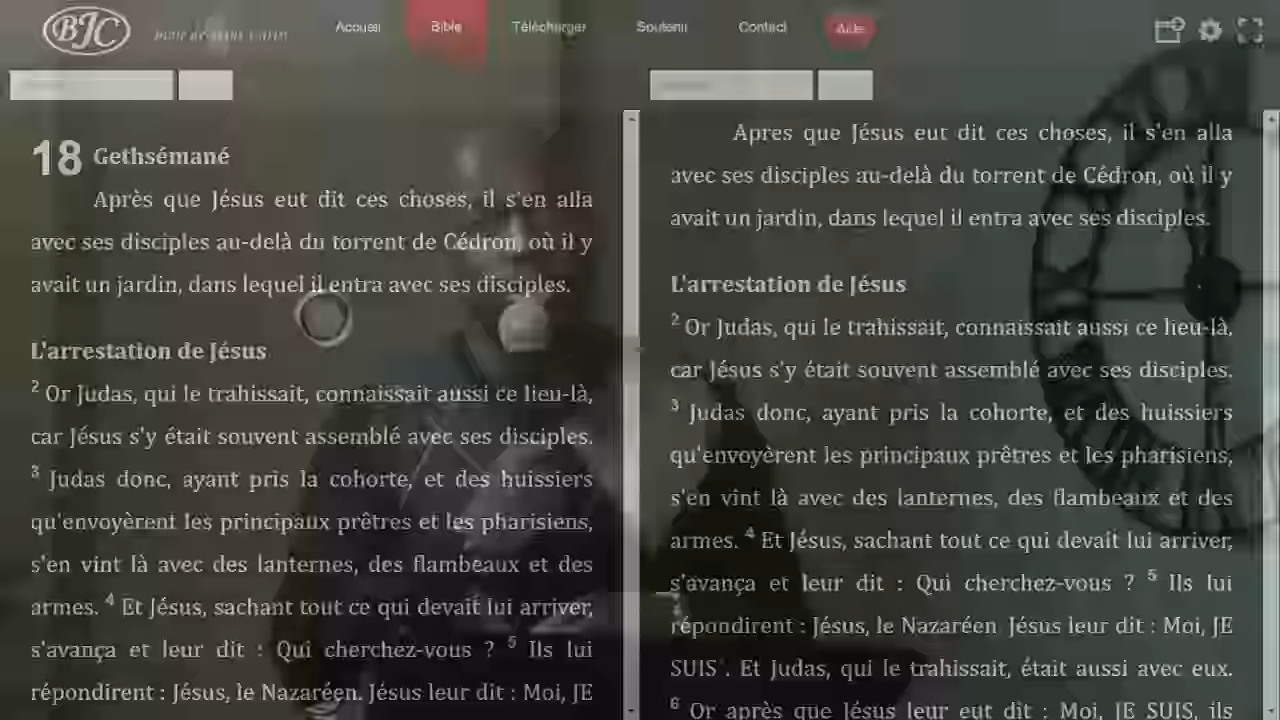 BJC
Accueil
Bible
Télécharger
Soutenir
Contact
18 Gethsémané
Après que Jésus eut dit ces choses, il s'en alla
avec ses disciples au-delà du torrent de Cédron, où il y
avait un jardin, dans lequel il entra avec ses disciples.
L'arrestation de Jésus
2 Or Judas, qui le trahissait, connaissait aussi ce lieu-là,
car Jésus s'y était souvent assemblé avec ses disciples.
3 Judas donc, ayant pris la cohorte, et des huissiers
qu'envoyèrent les principaux prêtres et les pharisiens,
s'en vint là avec des lanternes, des flambeaux et des
armes. 4 Et Jésus, sachant tout ce qui devait lui arriver,
s'avança et leur dit : Qui cherchez-vous ? 5 Ils lui
répondirent : Jésus, le Nazaréen. Jésus leur dit : Moi, JE
Apres que Jésus eut dit ces choses, il s'en alla
avec ses disciples au-delà du torrent de Cédron, où il y
avait un jardin, dans lequel il entra avec ses disciples.
L'arrestation de Jésus
2 Or Judas, qui le trahissait, connaissait aussi ce lieu-là,
car Jésus s'y était souvent assemblé avec ses disciples.
3 Judas donc, ayant pris la cohorte, et des huissiers
qu'envoyèrent les principaux prêtres et les pharisiens,
s'en vint là avec des lanternes, des flambeaux et des
armes. 4 Et Jésus, sachant tout ce qui devait lui arriver,
s'avança et leur dit : Qui cherchez-vous ? 5 Ils lui
répondirent : Jésus, le Nazaréen Jésus leur dit : Moi, JE
SUIS . Et Judas, qui le trahissait, était aussi avec eux.
6 Or après que Jésus leur eut dit : Moi, JE SUIS, ils